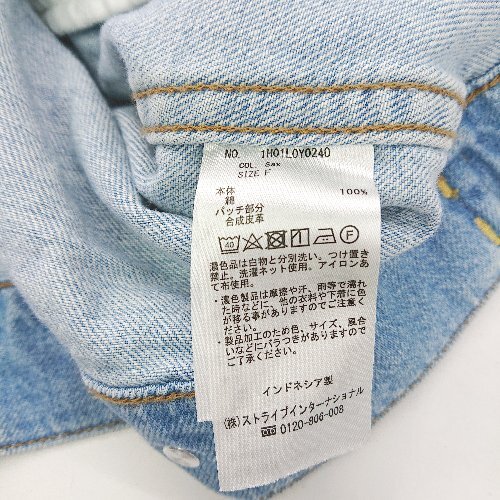 NO. 1H01L0Y0240
COL. Sax
SIZE F
本体
綿 100%
パッチ部分
合成皮革
40 F
濃色品は白物と分別洗い。つけ置き
禁止。洗濯ネット使用。アイロンあ
て布使用。
・濃色製品は摩擦や汗、雨等で濡れ
た時などに、他の衣料や下着に色
が移る事がありますのでご注意く
ださい。
・製品加工のため色、サイズ、風合
いなどにバラつきがありますので
ご了承ください。
インドネシア製
(株)ストライプインターナショナル
0120-806-008